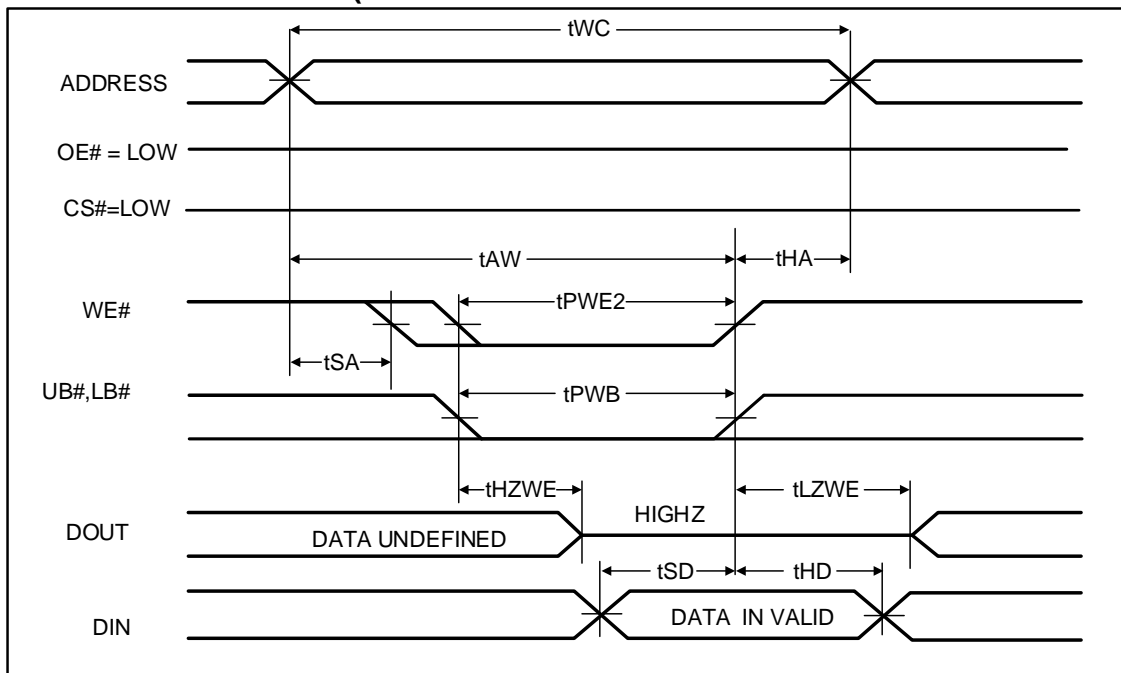 tWC
ADDRESS
OE# = LOW
CS#=LOW
tAW
tHA
WE#
tPWE2
tSA
UB#,LB#
tPWB
tHZWE
tLZWE
HIGHZ
DOUT
DATA UNDEFINED
tSD
tHD
DIN
DATA IN VALID